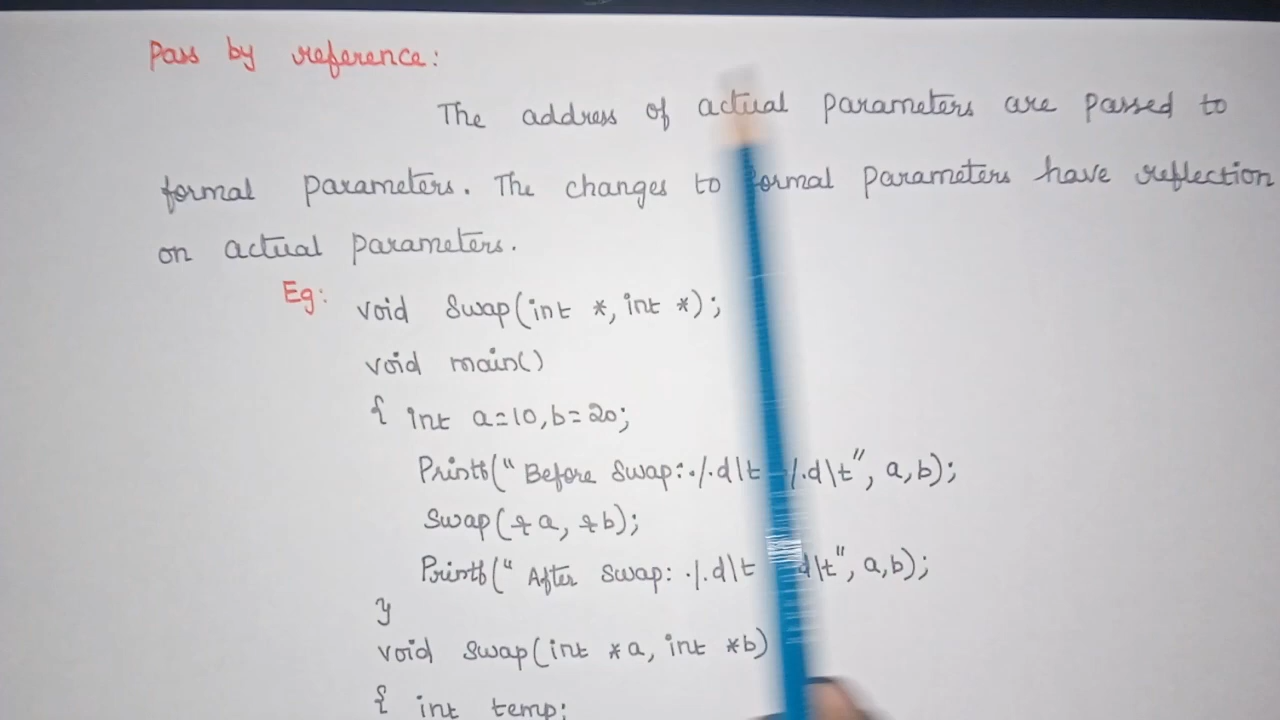 Pass by reference:
The address of actual parameters are passed to
formal parameters. The changes to formal parameters have reflection
on actual parameters.
Eg: void Swap(int *, int *);
void main()
{ int a=10, b=20;
Printf("Before Swap: %d\t %d\t", a,b);
Swap(&a, &b);
Printf("After Swap: %d\t %d\t", a,b);
}
void Swap(int *a, int *b)
{ int temp;